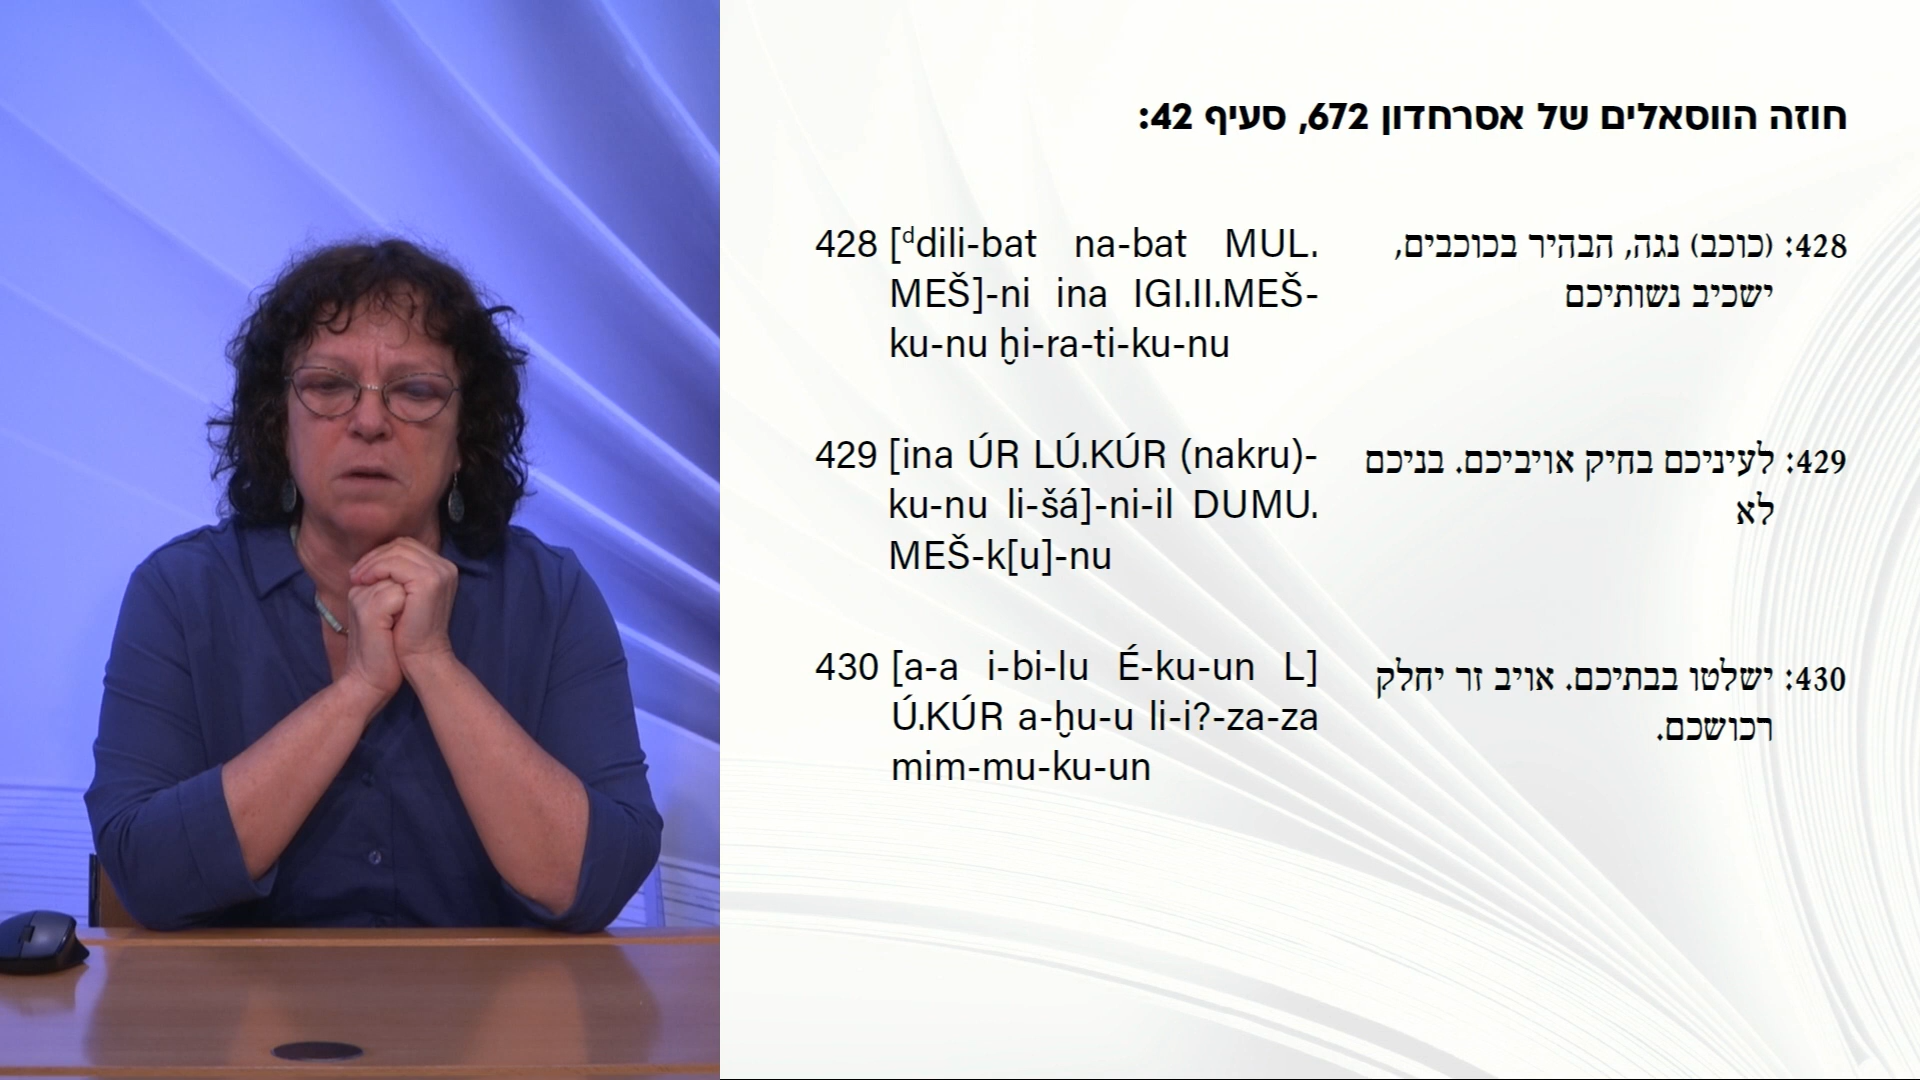 חוזה הווסאלים של אסרחדון 672, סעיף 42:
428: (כוכב) נגה, הבהיר בכוכבים,
ישכיב נשותיכם
429: לעיניכם בחיק אויביכם. בניכם
לא
430: ישלטו בבתיכם. אויב זר יחלק
רכושכם.
428 [ᵈdili-bat na-bat MUL.
MEŠ]-ni ina IGI.II.MEŠ-
ku-nu ḫi-ra-ti-ku-nu
429 [ina ÚR LÚ.KÚR (nakru)-
ku-nu li-šá]-ni-il DUMU.
MEŠ-k[u]-nu
430 [a-a i-bi-lu É-ku-un L]
Ú.KÚR a-ḫu-u li-i?-za-za
mim-mu-ku-un